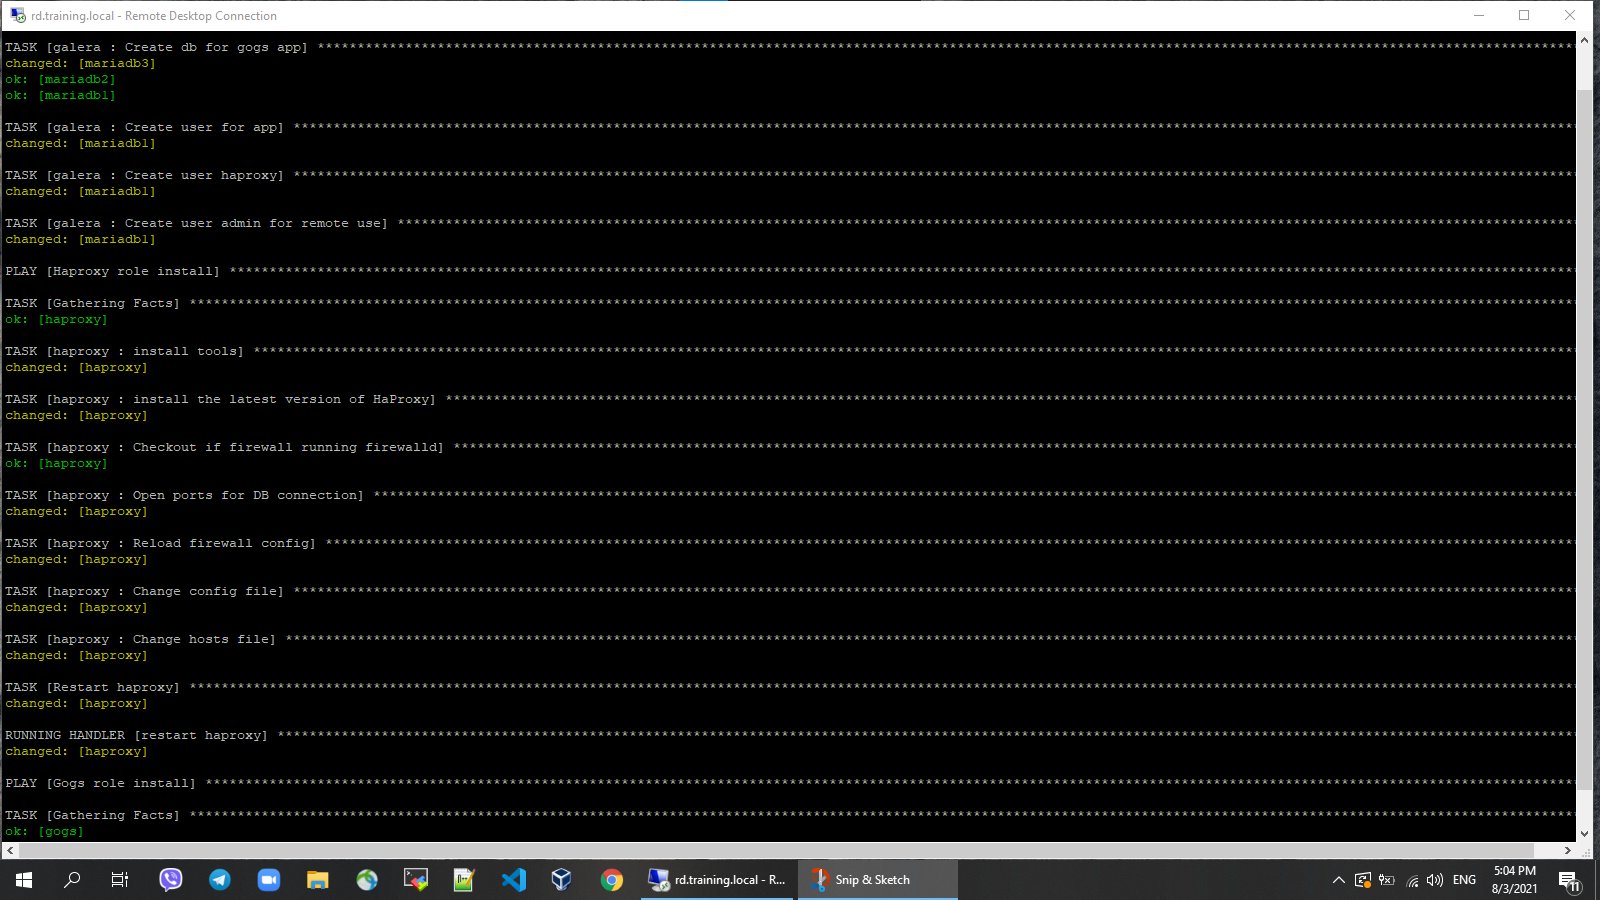 rd.training.local - Remote Desktop Connection
TASK [galera : Create db for gogs app] ****************************************************************************************************************************************************************
changed: [mariadb3]
ok: [mariadb2]
ok: [mariadb1]
TASK [galera : Create user for app] ****************************************************************************************************************************************************************
changed: [mariadb1]
TASK [galera : Create user haproxy] ****************************************************************************************************************************************************************
changed: [mariadb1]
TASK [galera : Create user admin for remote use] ***************************************************************************************************************************************************
changed: [mariadb1]
PLAY [Haproxy role install] ************************************************************************************************************************************************************************
TASK [Gathering Facts] *****************************************************************************************************************************************************************************
ok: [haproxy]
TASK [haproxy : install tools] *********************************************************************************************************************************************************************
changed: [haproxy]
TASK [haproxy : install the latest version of HaProxy] *********************************************************************************************************************************************
changed: [haproxy]
TASK [haproxy : Checkout if firewall running firewalld] ********************************************************************************************************************************************
ok: [haproxy]
TASK [haproxy : Open ports for DB connection] ******************************************************************************************************************************************************
changed: [haproxy]
TASK [haproxy : Reload firewall config] ************************************************************************************************************************************************************
changed: [haproxy]
TASK [haproxy : Change config file] ****************************************************************************************************************************************************************
changed: [haproxy]
TASK [haproxy : Change hosts file] *****************************************************************************************************************************************************************
changed: [haproxy]
TASK [Restart haproxy] *****************************************************************************************************************************************************************************
changed: [haproxy]
RUNNING HANDLER [restart haproxy] ******************************************************************************************************************************************************************
changed: [haproxy]
PLAY [Gogs role install] ***************************************************************************************************************************************************************************
TASK [Gathering Facts] *****************************************************************************************************************************************************************************
ok: [gogs]
rd.training.local - R...
Snip & Sketch
ENG
5:04 PM
8/3/2021
11